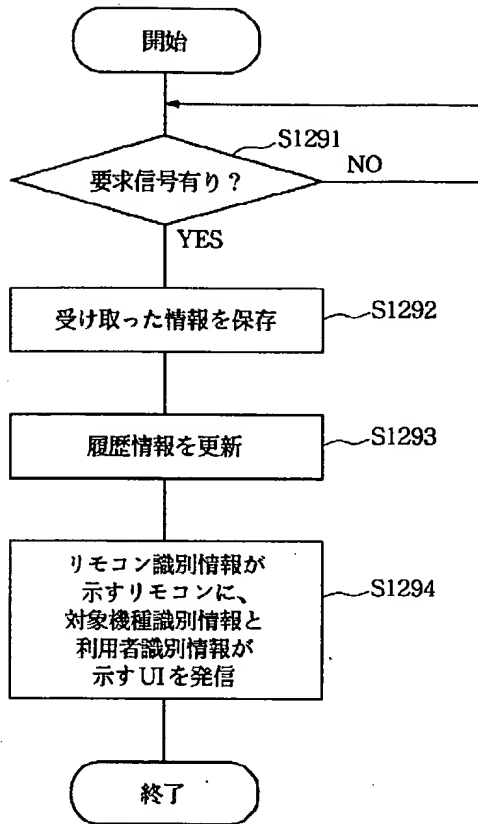 開始
S1291
要求信号有り?
NO
YES
受け取った情報を保存
S1292
履歴情報を更新
S1293
リモコン識別情報が
示すリモコンに、
対象機種識別情報と
利用者識別情報が
示すUIを発信
S1294
終了